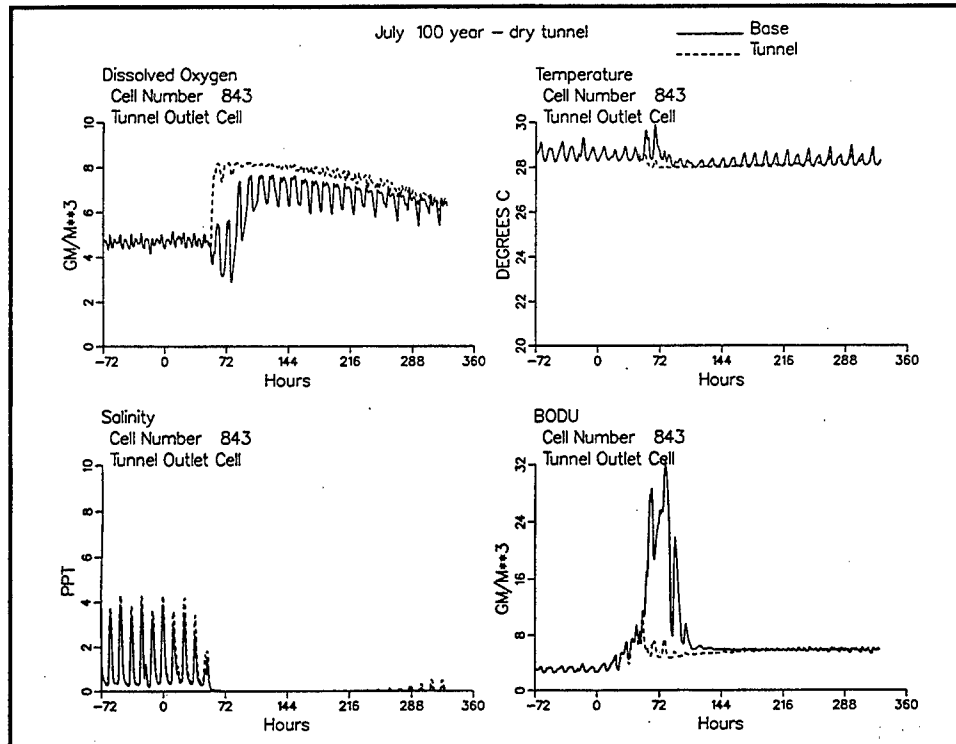 July 100 year – dry tunnel
Base
Tunnel
Dissolved Oxygen
Cell Number 843
Tunnel Outlet Cell
GM/M**3
0 2 4 6 8 10
-72 0 72 144 216 288 360
Hours
Temperature
Cell Number 843
Tunnel Outlet Cell
DEGREES C
20 22 24 26 28 30
-72 0 72 144 216 288 360
Hours
Salinity
Cell Number 843
Tunnel Outlet Cell
PPT
0 2 4 6 8 10
-72 0 72 144 216 288 360
Hours
BODU
Cell Number 843
Tunnel Outlet Cell
GM/M**3
0 8 16 24 32
-72 0 72 144 216 288 360
Hours